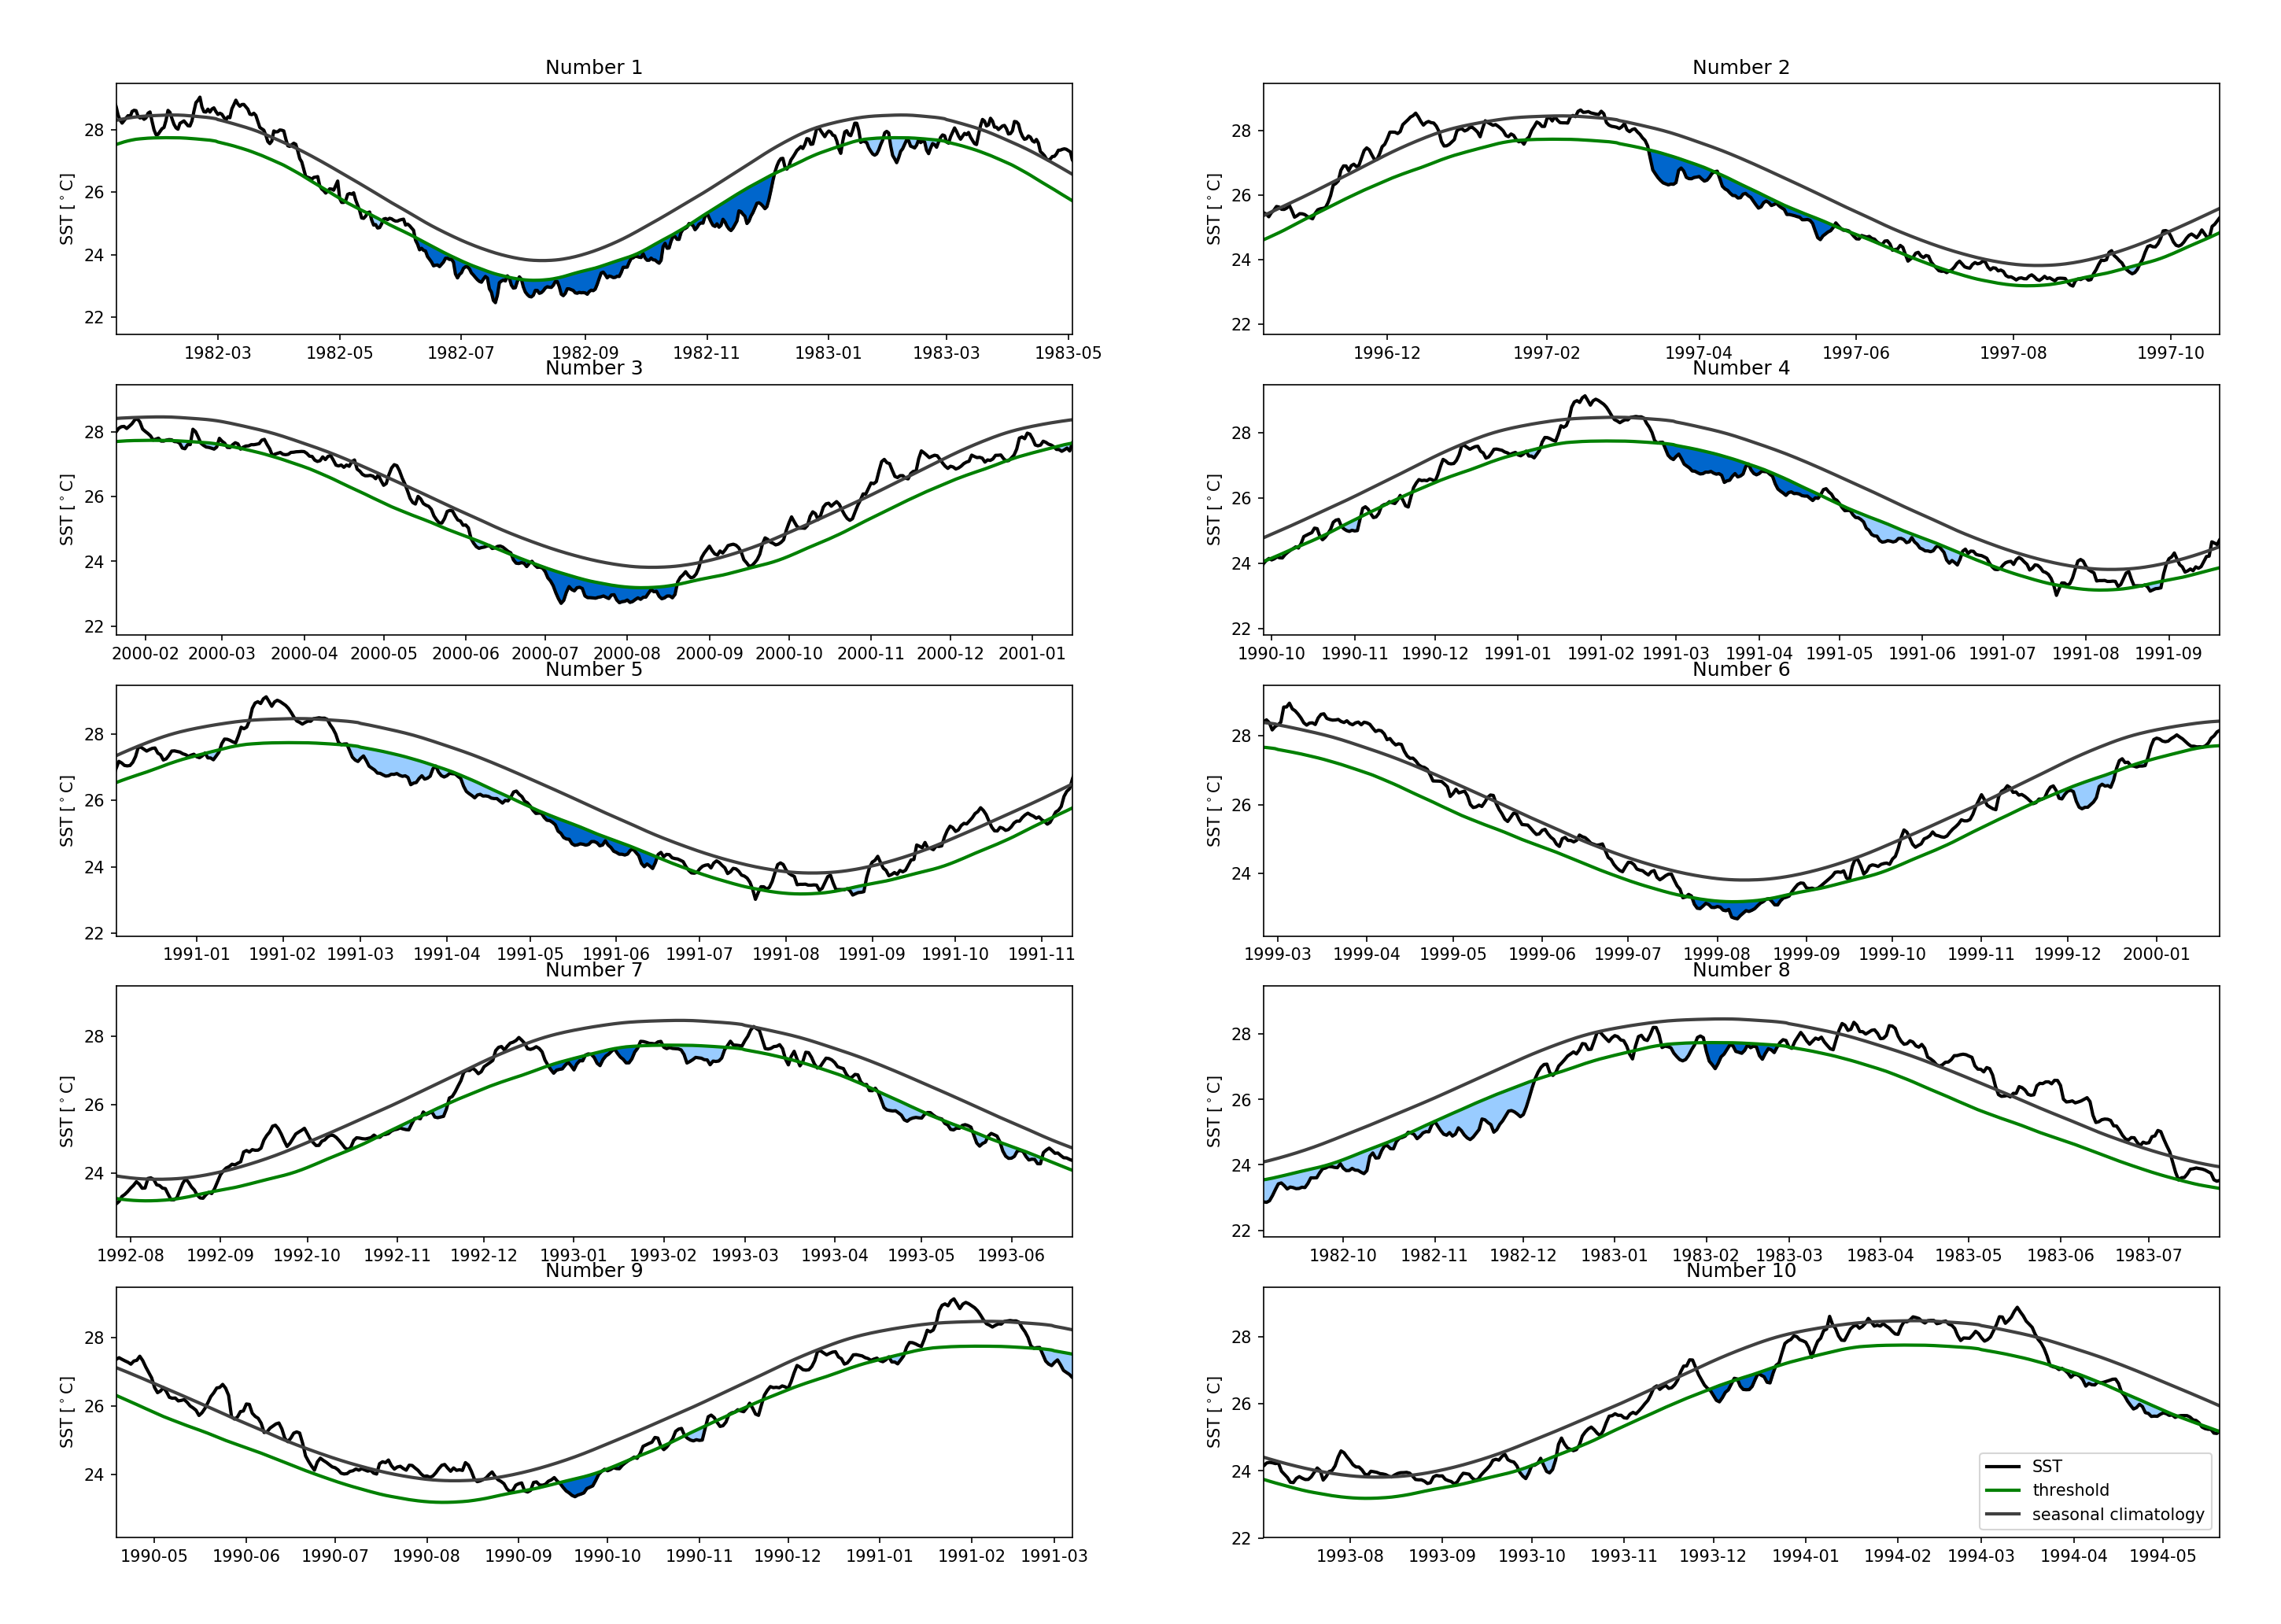 Number 1
SST [°C]
28
26
24
22
1982-03 1982-05 1982-07 1982-09 1982-11 1983-01 1983-03 1983-05
Number 2
SST [°C]
28
26
24
22
1996-12 1997-02 1997-04 1997-06 1997-08 1997-10
Number 3
SST [°C]
28
26
24
22
2000-02 2000-03 2000-04 2000-05 2000-06 2000-07 2000-08 2000-09 2000-10 2000-11 2000-12 2001-01
Number 4
SST [°C]
28
26
24
22
1990-10 1990-11 1990-12 1991-01 1991-02 1991-03 1991-04 1991-05 1991-06 1991-07 1991-08 1991-09
Number 5
SST [°C]
28
26
24
22
1991-01 1991-02 1991-03 1991-04 1991-05 1991-06 1991-07 1991-08 1991-09 1991-10 1991-11
Number 6
SST [°C]
28
26
24
1999-03 1999-04 1999-05 1999-06 1999-07 1999-08 1999-09 1999-10 1999-11 1999-12 2000-01
Number 7
SST [°C]
28
26
24
1992-08 1992-09 1992-10 1992-11 1992-12 1993-01 1993-02 1993-03 1993-04 1993-05 1993-06
Number 8
SST [°C]
28
26
24
22
1982-10 1982-11 1982-12 1983-01 1983-02 1983-03 1983-04 1983-05 1983-06 1983-07
Number 9
SST [°C]
28
26
24
1990-05 1990-06 1990-07 1990-08 1990-09 1990-10 1990-11 1990-12 1991-01 1991-02 1991-03
Number 10
SST [°C]
28
26
24
22
SST
threshold
seasonal climatology
1993-08 1993-09 1993-10 1993-11 1993-12 1994-01 1994-02 1994-03 1994-04 1994-05